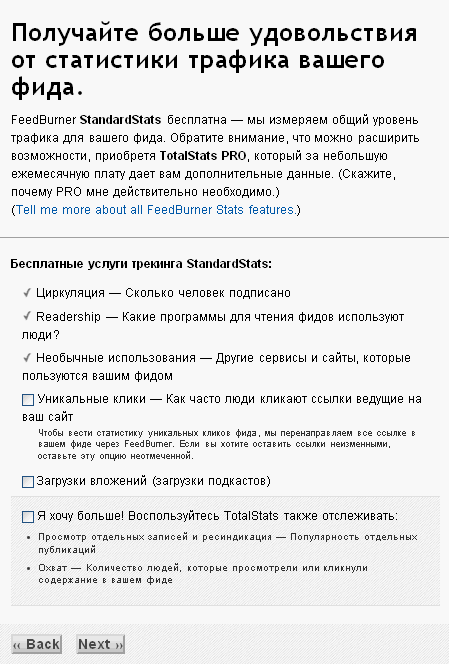 Получайте больше удовольствия
от статистики трафика вашего
фида.
FeedBurner StandardStats бесплатна — мы измеряем общий уровень
трафика для вашего фида. Обратите внимание, что можно расширить
возможности, приобретя TotalStats PRO, который за небольшую
ежемесячную плату дает вам дополнительные данные. (Скажите,
почему PRO мне действительно необходимо.)
(Tell me more about all FeedBurner Stats features.)
Бесплатные услуги трекинга StandardStats:
Циркуляция — Сколько человек подписано
Readership — Какие программы для чтения фидов используют
люди?
Необычные использования — Другие сервисы и сайты, которые
пользуются вашим фидом
Уникальные клики — Как часто люди кликают ссылки ведущие на
ваш сайт
Чтобы вести статистику уникальных кликов фида, мы перенаправляем все ссылке в
вашем фиде через FeedBurner. Если вы хотите оставить ссылки неизменными,
оставьте эту опцию неотмеченной.
Загрузки вложений (загрузки подкастов)
Я хочу больше! Воспользуйтесь TotalStats также отслеживать:
• Просмотр отдельных записей и ресиндикация — Популярность отдельных
публикаций
• Охват — Количество людей, которые просмотрели или кликнули
содержание в вашем фиде
‹‹ Back Next ››